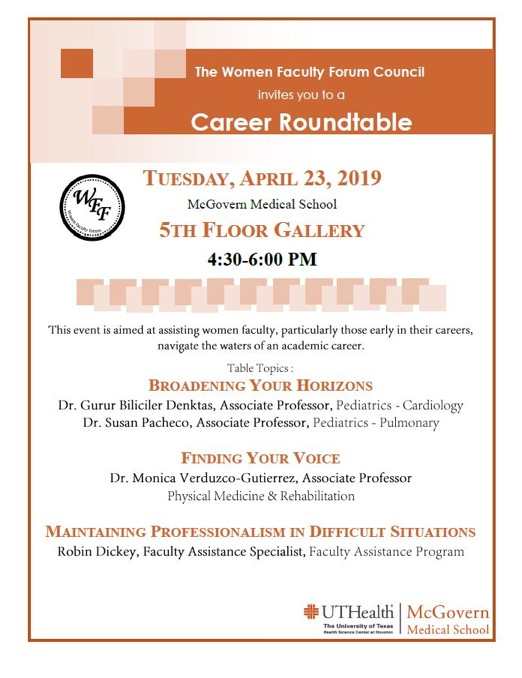 The Women Faculty Forum Council
invites you to a
Career Roundtable
TUESDAY, APRIL 23, 2019
McGovern Medical School
5TH FLOOR GALLERY
4:30-6:00 PM
WFF
Women Faculty Forum
This event is aimed at assisting women faculty, particularly those early in their careers,
navigate the waters of an academic career.
Table Topics :
BROADENING YOUR HORIZONS
Dr. Gurur Biliciler Denktas, Associate Professor, Pediatrics - Cardiology
Dr. Susan Pacheco, Associate Professor, Pediatrics - Pulmonary
FINDING YOUR VOICE
Dr. Monica Verduzco-Gutierrez, Associate Professor
Physical Medicine & Rehabilitation
MAINTAINING PROFESSIONALISM IN DIFFICULT SITUATIONS
Robin Dickey, Faculty Assistance Specialist, Faculty Assistance Program
UTHealth
The University of Texas
Health Science Center at Houston
McGovern
Medical School